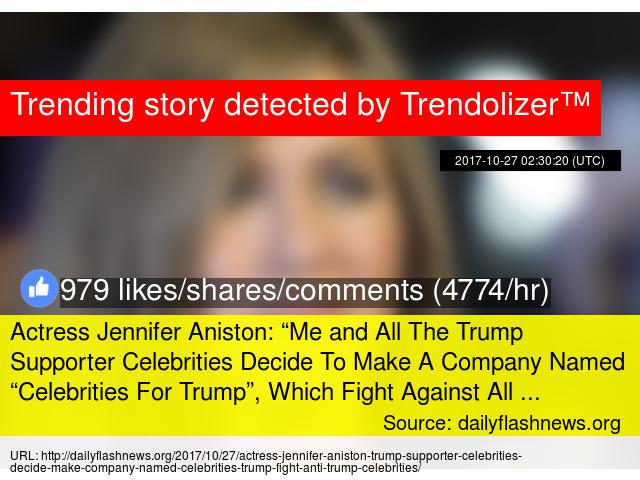 Trending story detected by Trendolizer™
2017-10-27 02:30:20 (UTC)
979 likes/shares/comments (4774/hr)
Actress Jennifer Aniston: “Me and All The Trump
Supporter Celebrities Decide To Make A Company Named
“Celebrities For Trump”, Which Fight Against All ...
Source: dailyflashnews.org
URL: http://dailyflashnews.org/2017/10/27/actress-jennifer-aniston-trump-supporter-celebrities-
decide-make-company-named-celebrities-trump-fight-anti-trump-celebrities/